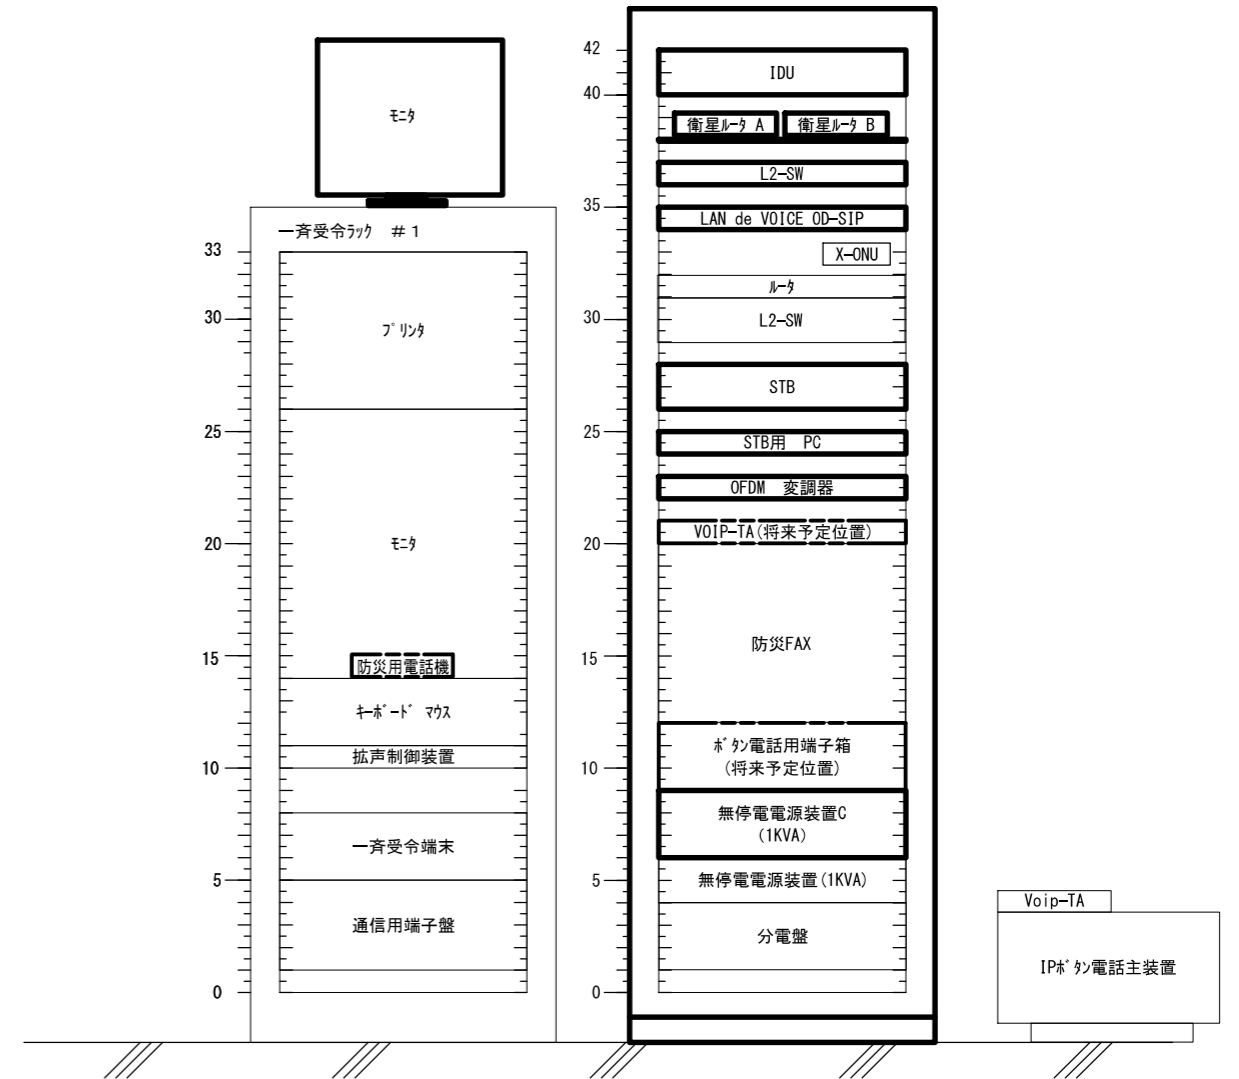 モニタ
一斉受令ラック ＃１
33
30
25
20
15
10
5
0
プリンタ
モニタ
防災用電話機
キーボード マウス
拡声制御装置
一斉受令端末
通信用端子盤
42
40
35
30
25
20
15
10
5
0
IDU
衛星ルータ A 衛星ルータ B
L2-SW
LAN de VOICE OD-SIP
X-ONU
ルータ
L2-SW
STB
STB用 PC
OFDM 変調器
VOIP-TA(将来予定位置)
防災FAX
ボタン電話用端子箱
(将来予定位置)
無停電電源装置C
(1KVA)
無停電電源装置(1KVA)
分電盤
Voip-TA
IPボタン電話主装置